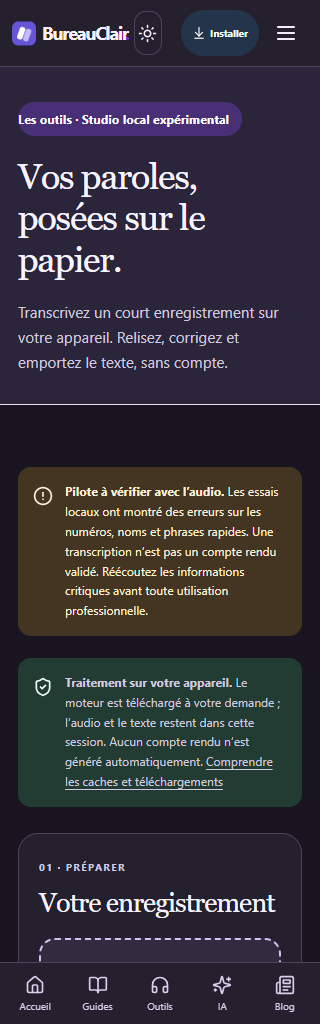 BureauClair
Installer
Les outils · Studio local expérimental
Vos paroles,
posées sur le
papier.
Transcrivez un court enregistrement sur
votre appareil. Relisez, corrigez et
emportez le texte, sans compte.
Pilote à vérifier avec l’audio. Les essais
locaux ont montré des erreurs sur les
numéros, noms et phrases rapides. Une
transcription n’est pas un compte rendu
validé. Réécoutez les informations
critiques avant toute utilisation
professionnelle.
Traitement sur votre appareil. Le
moteur est téléchargé à votre demande ;
l’audio et le texte restent dans cette
session. Aucun compte rendu n’est
généré automatiquement. Comprendre
les caches et téléchargements
01 · PRÉPARER
Votre enregistrement
Accueil
Guides
Outils
IA
Blog